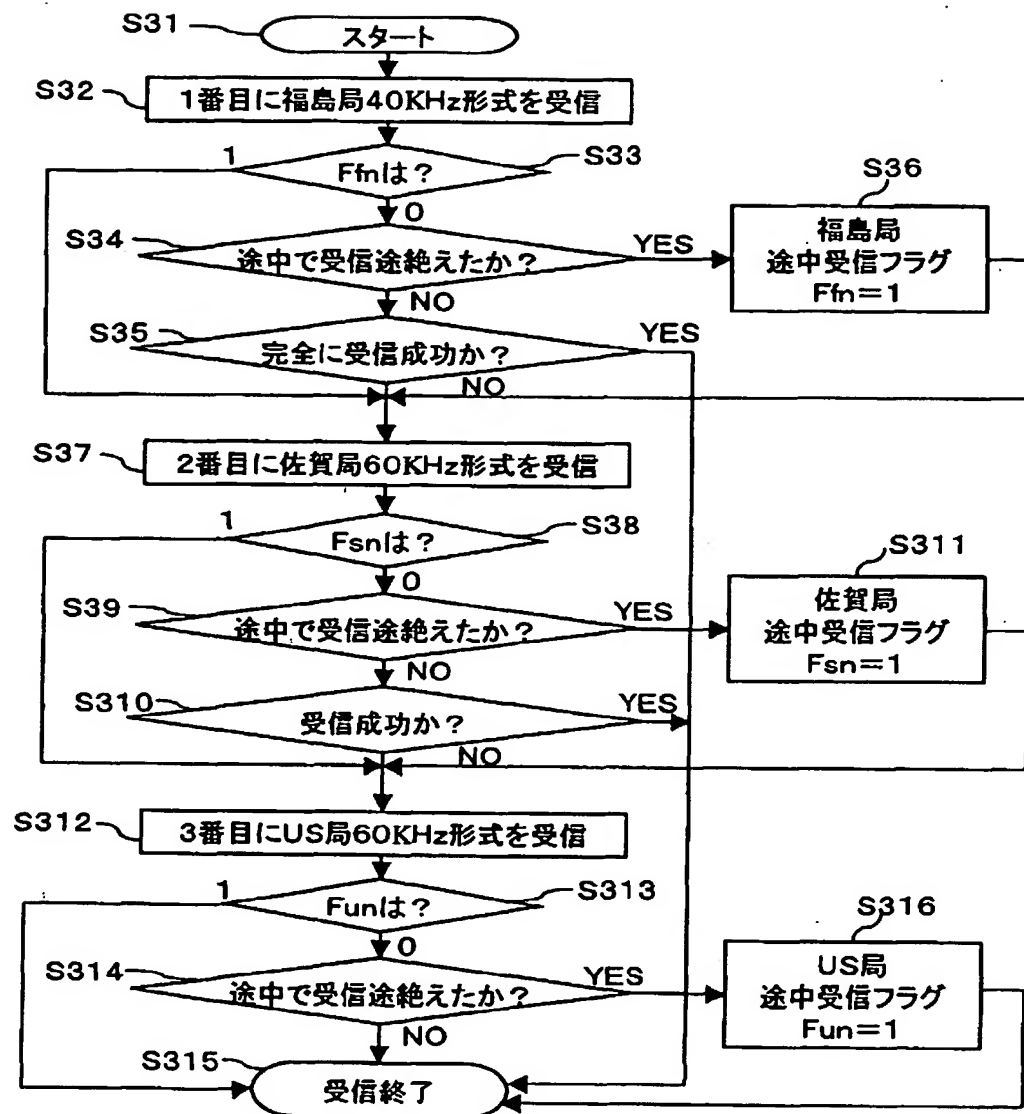 S31
スタート
S32
1番目に福島局40KHz形式を受信
1
S33
Ffnは？
0
S34
途中で受信途絶えたか？
YES
S36
福島局
途中受信フラグ
Ffn＝1
NO
S35
完全に受信成功か？
YES
NO
S37
2番目に佐賀局60KHz形式を受信
1
S38
Fsnは？
0
S39
途中で受信途絶えたか？
YES
S311
佐賀局
途中受信フラグ
Fsn＝1
NO
S310
受信成功か？
YES
NO
S312
3番目にUS局60KHz形式を受信
1
S313
Funは？
0
S314
途中で受信途絶えたか？
YES
S316
US局
途中受信フラグ
Fun＝1
NO
S315
受信終了